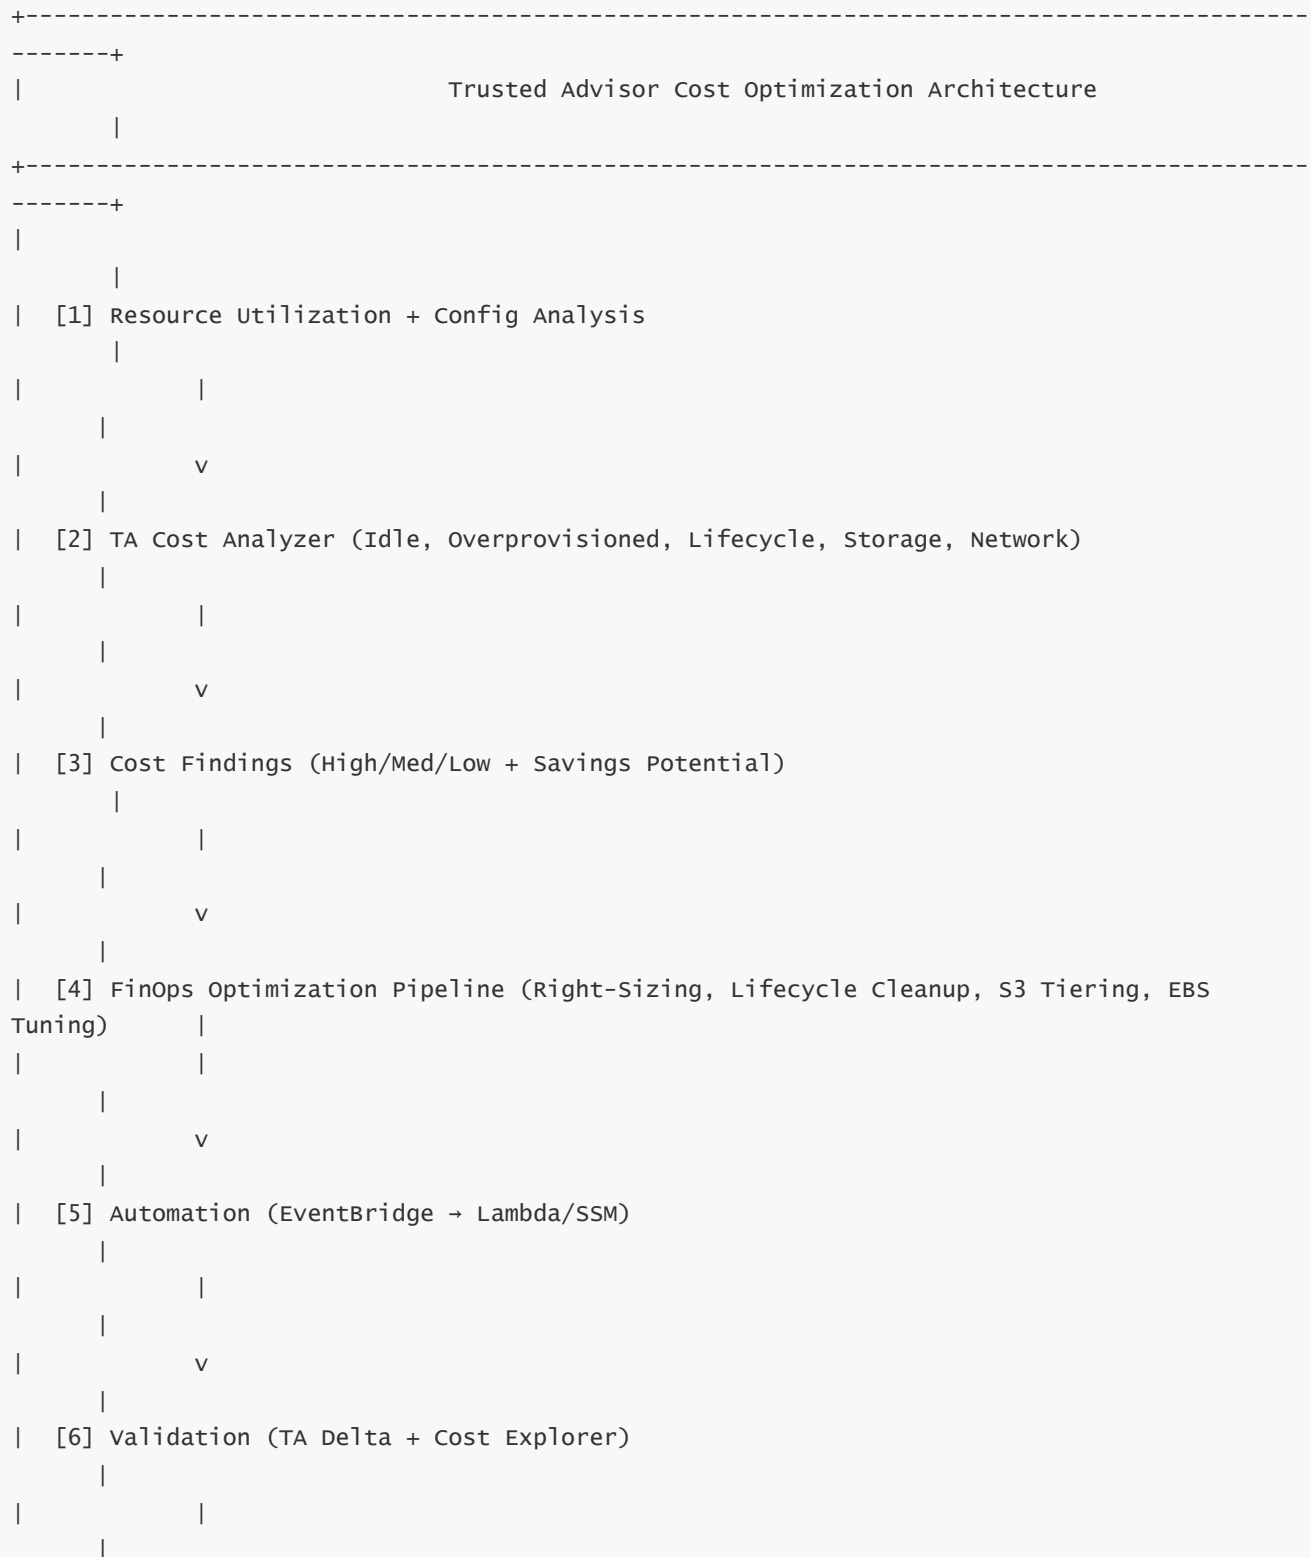 +------------------------------------------------------------------------------------------
-------+
|                              Trusted Advisor Cost Optimization Architecture
       |
+------------------------------------------------------------------------------------------
-------+
|
       |
|  [1] Resource Utilization + Config Analysis
       |
|            |
      |
|            v
      |
|  [2] TA Cost Analyzer (Idle, Overprovisioned, Lifecycle, Storage, Network)
      |
|            |
      |
|            v
      |
|  [3] Cost Findings (High/Med/Low + Savings Potential)
       |
|            |
      |
|            v
      |
|  [4] FinOps Optimization Pipeline (Right-Sizing, Lifecycle Cleanup, S3 Tiering, EBS
Tuning)      |
|            |
      |
|            v
      |
|  [5] Automation (EventBridge → Lambda/SSM)
      |
|            |
      |
|            v
      |
|  [6] Validation (TA Delta + Cost Explorer)
      |
|            |
      |